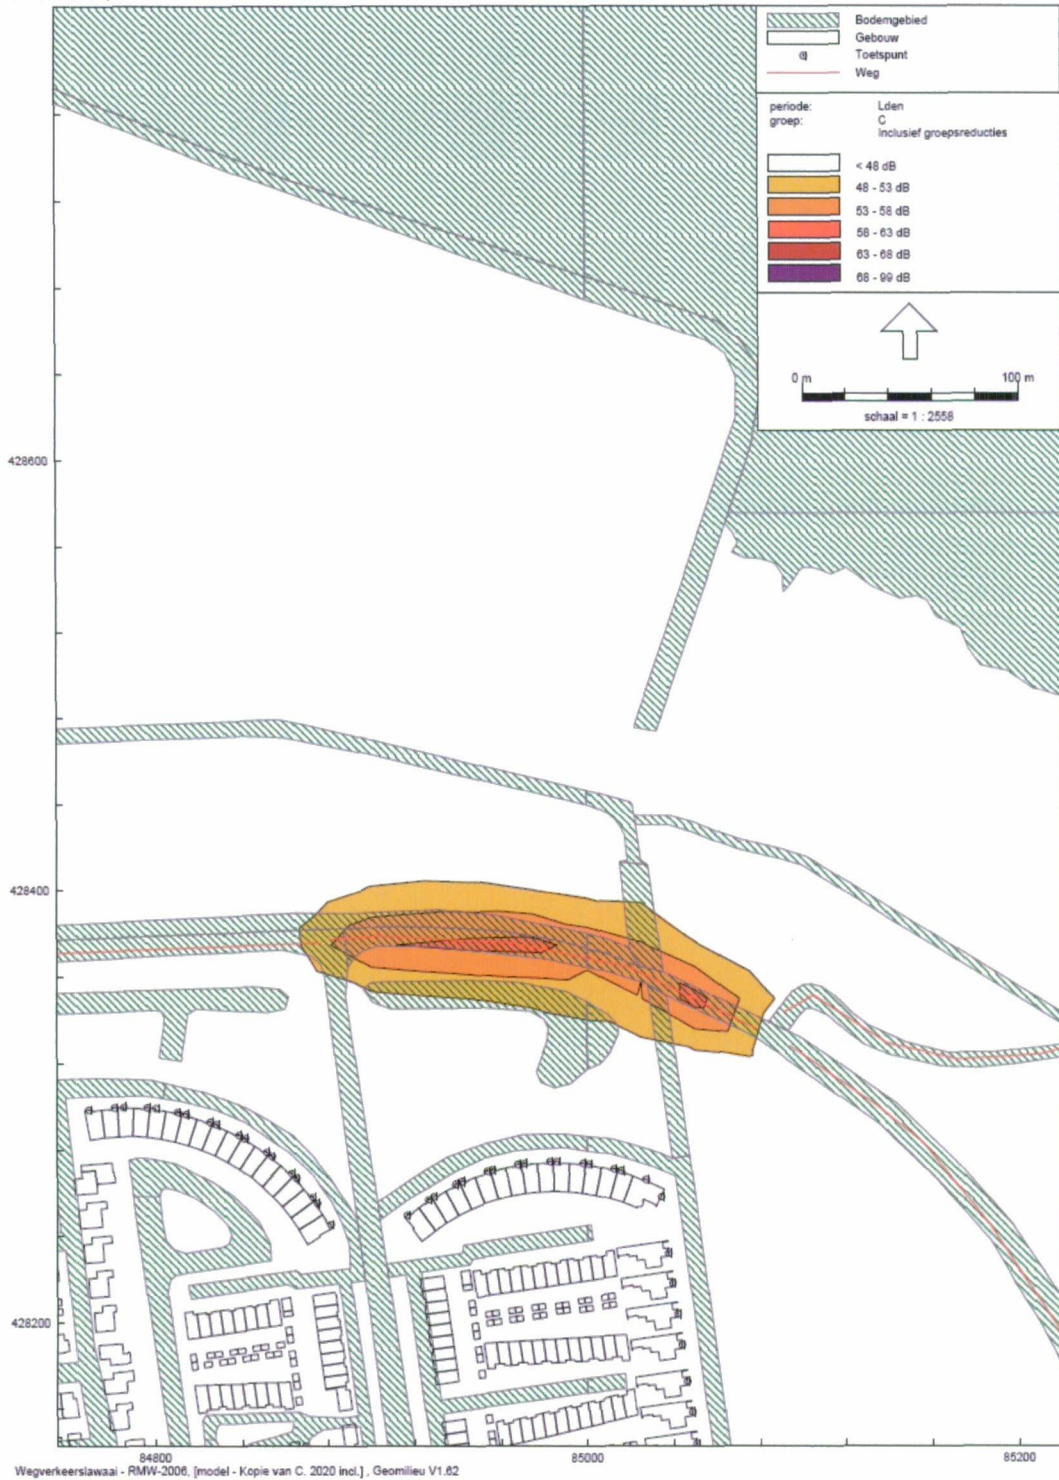 Bodemgebied
Gebouw
Toetspunt
Weg
periode: Lden
groep: C
Inclusief groepsreducties
< 48 dB
48 - 53 dB
53 - 58 dB
58 - 63 dB
63 - 68 dB
68 - 99 dB
0 m 100 m
schaal = 1 : 2558
428600
428400
428200
84800 85000 85200
Wegverkeerslawaai - RMW-2006, [model - Kopie van C. 2020 incl.] , Geomilieu V1.62